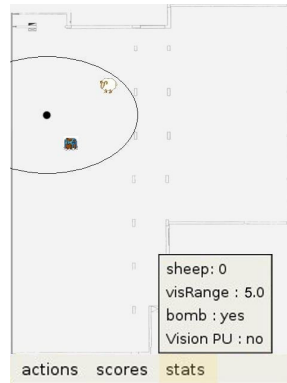 sheep: 0
visRange : 5.0
bomb : yes
Vision PU : no
actions scores stats